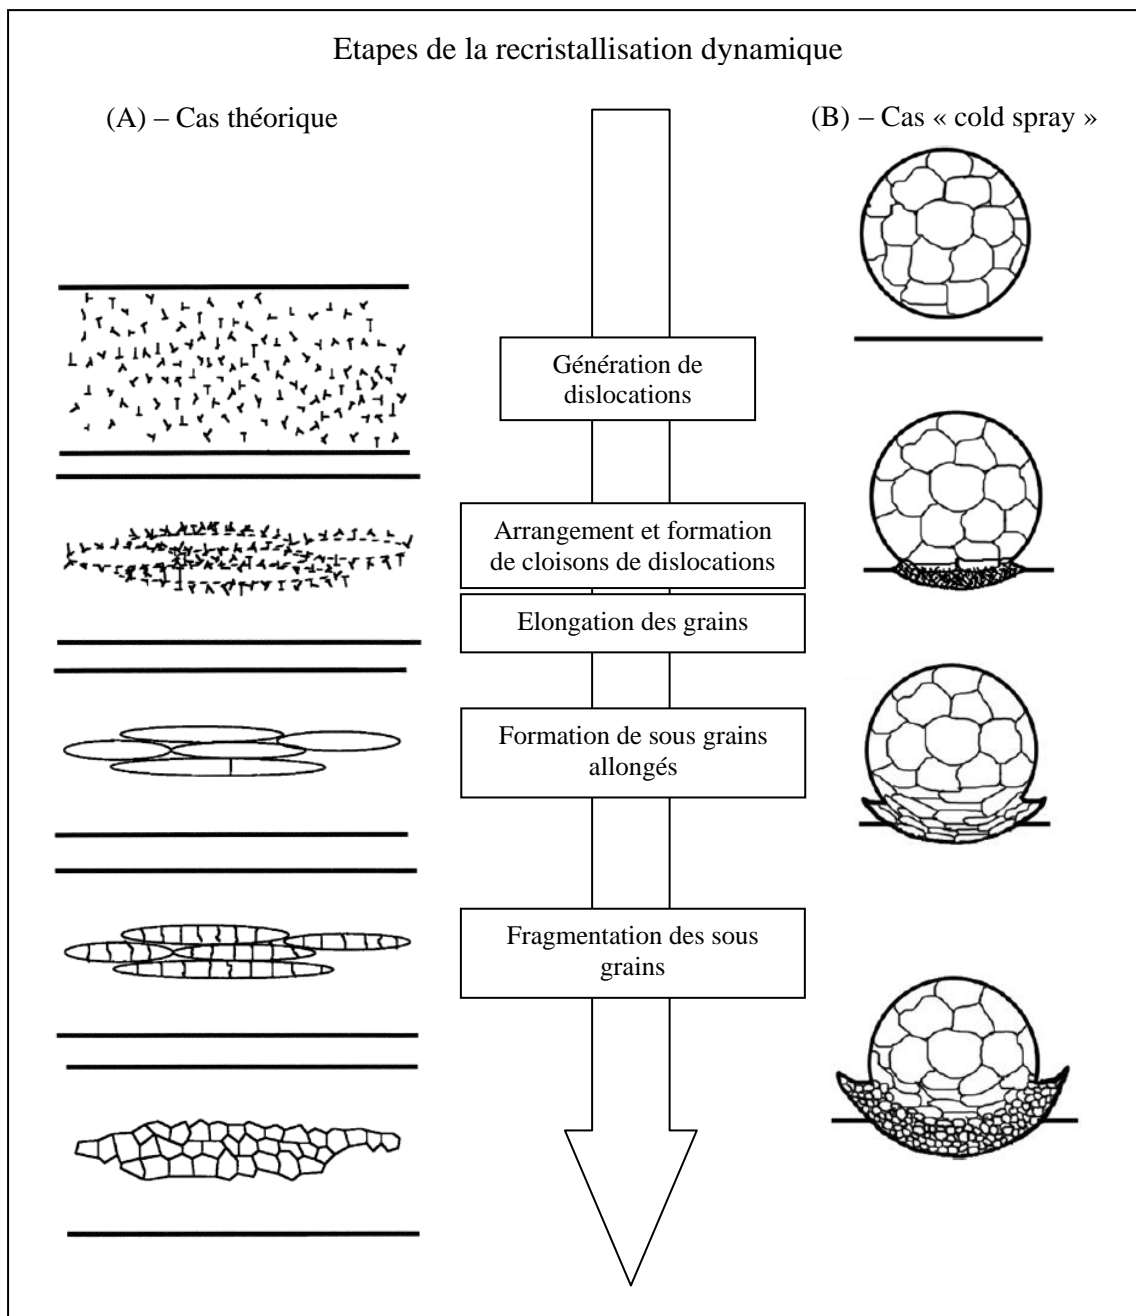 Etapes de la recristallisation dynamique
(A) – Cas théorique
(B) – Cas « cold spray »
Génération de
dislocations
Arrangement et formation
de cloisons de dislocations
Elongation des grains
Formation de sous grains
allongés
Fragmentation des sous
grains